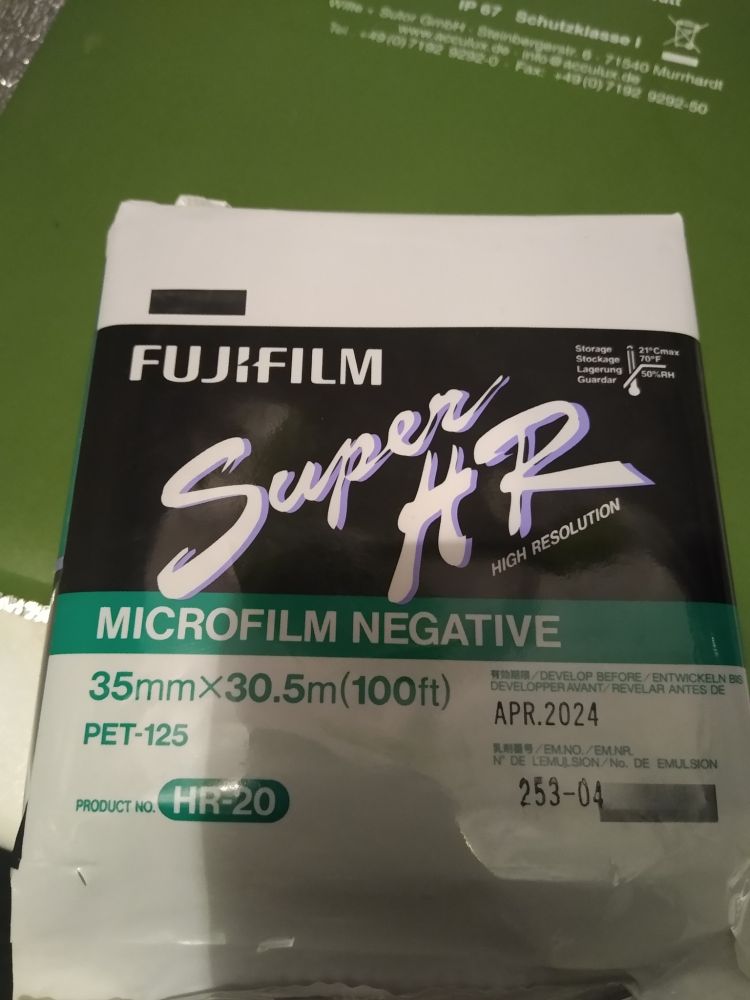 IP 67 Schutzklasse I
Witte + Sutor GmbH · Steinbergerstr. 6 · 71540 Murrhardt
www.acculux.de · info@acculux.de
Tel. +49(0)7192 9292-0 · Fax: +49(0)7192 9292-50
FUJIFILM
Storage
Stockage
Lagerung
Guardar
21°Cmax
70°F
50%RH
Super
HR
HIGH RESOLUTION
MICROFILM NEGATIVE
35mm×30.5m(100ft)
PET-125
PRODUCT NO. HR-20
有効期限/DEVELOP BEFORE/ENTWICKELN BIS
DEVELOPPER AVANT/REVELAR ANTES DE
APR.2024
乳剤番号/EM.NO./EM.NR.
N° DE L'EMULSION/No. DE EMULSION
253-04